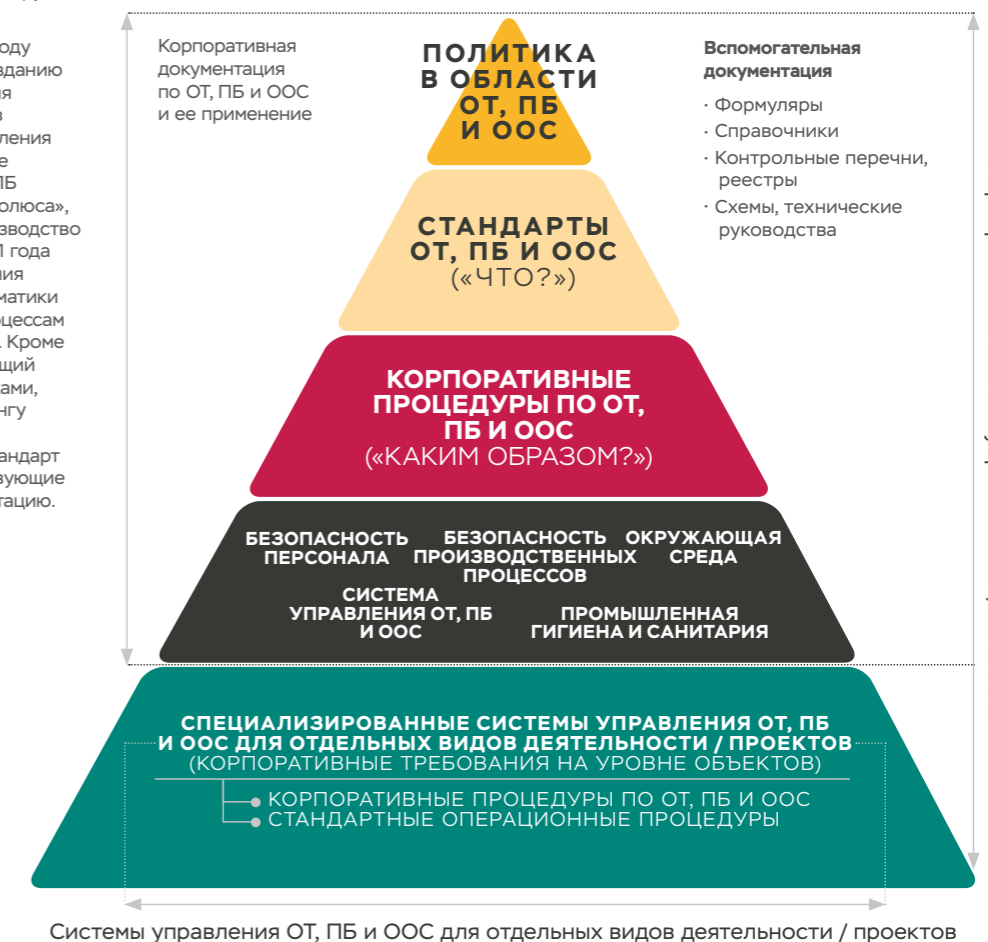 Корпоративная
документация
по ОТ, ПБ и ООС
и ее применение
ПОЛИТИКА
В ОБЛАСТИ
ОТ, ПБ
И ООС
Вспомогательная
документация
· Формуляры
· Справочники
· Контрольные перечни,
реестры
· Схемы, технические
руководства
СТАНДАРТЫ
ОТ, ПБ И ООС
(«ЧТО?»)
КОРПОРАТИВНЫЕ
ПРОЦЕДУРЫ ПО ОТ,
ПБ И ООС
(«КАКИМ ОБРАЗОМ?»)
БЕЗОПАСНОСТЬ
ПЕРСОНАЛА
БЕЗОПАСНОСТЬ
ПРОИЗВОДСТВЕННЫХ
ПРОЦЕССОВ
ОКРУЖАЮЩАЯ
СРЕДА
СИСТЕМА
УПРАВЛЕНИЯ ОТ, ПБ
И ООС
ПРОМЫШЛЕННАЯ
ГИГИЕНА И САНИТАРИЯ
СПЕЦИАЛИЗИРОВАННЫЕ СИСТЕМЫ УПРАВЛЕНИЯ ОТ, ПБ
И ООС ДЛЯ ОТДЕЛЬНЫХ ВИДОВ ДЕЯТЕЛЬНОСТИ / ПРОЕКТОВ
(КОРПОРАТИВНЫЕ ТРЕБОВАНИЯ НА УРОВНЕ ОБЪЕКТОВ)
КОРПОРАТИВНЫЕ ПРОЦЕДУРЫ ПО ОТ, ПБ И ООС
СТАНДАРТНЫЕ ОПЕРАЦИОННЫЕ ПРОЦЕДУРЫ
Системы управления ОТ, ПБ и ООС для отдельных видов деятельности / проектов